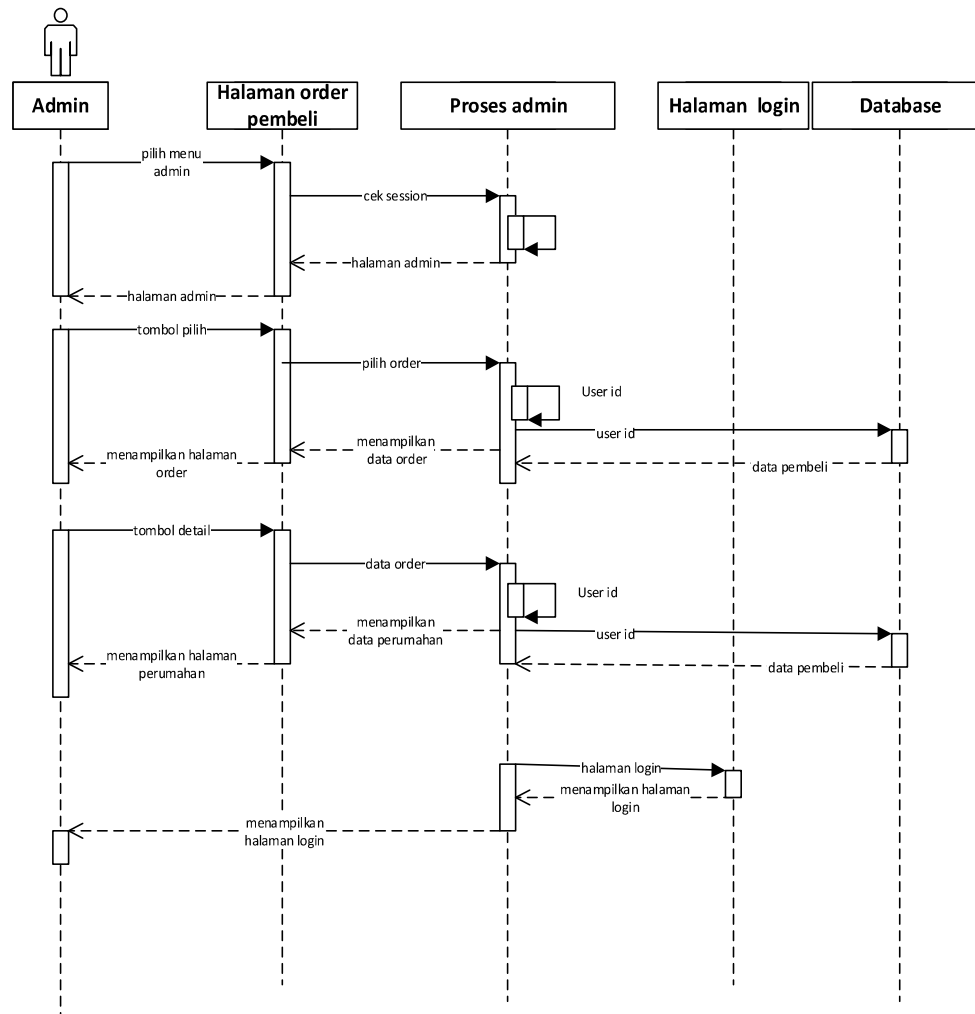 Admin
Halaman order
pembeli
Proses admin
Halaman login
Database
pilih menu
admin
cek session
halaman admin
halaman admin
tombol pilih
pilih order
User id
user id
menampilkan
data order
menampilkan halaman
order
data pembeli
tombol detail
data order
User id
menampilkan
data perumahan
user id
menampilkan halaman
perumahan
data pembeli
halaman login
menampilkan halaman
login
menampilkan
halaman login